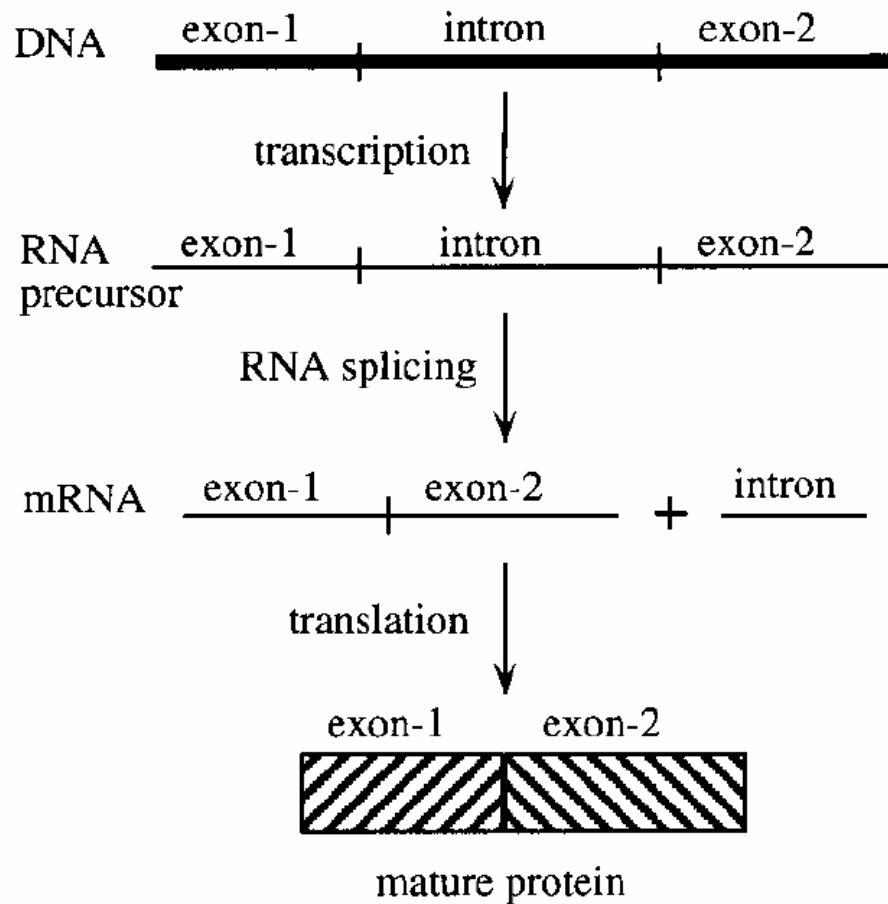 DNA exon-1 intron exon-2
transcription
RNA exon-1 intron exon-2
precursor
RNA splicing
mRNA exon-1 exon-2 + intron
translation
exon-1 exon-2
mature protein